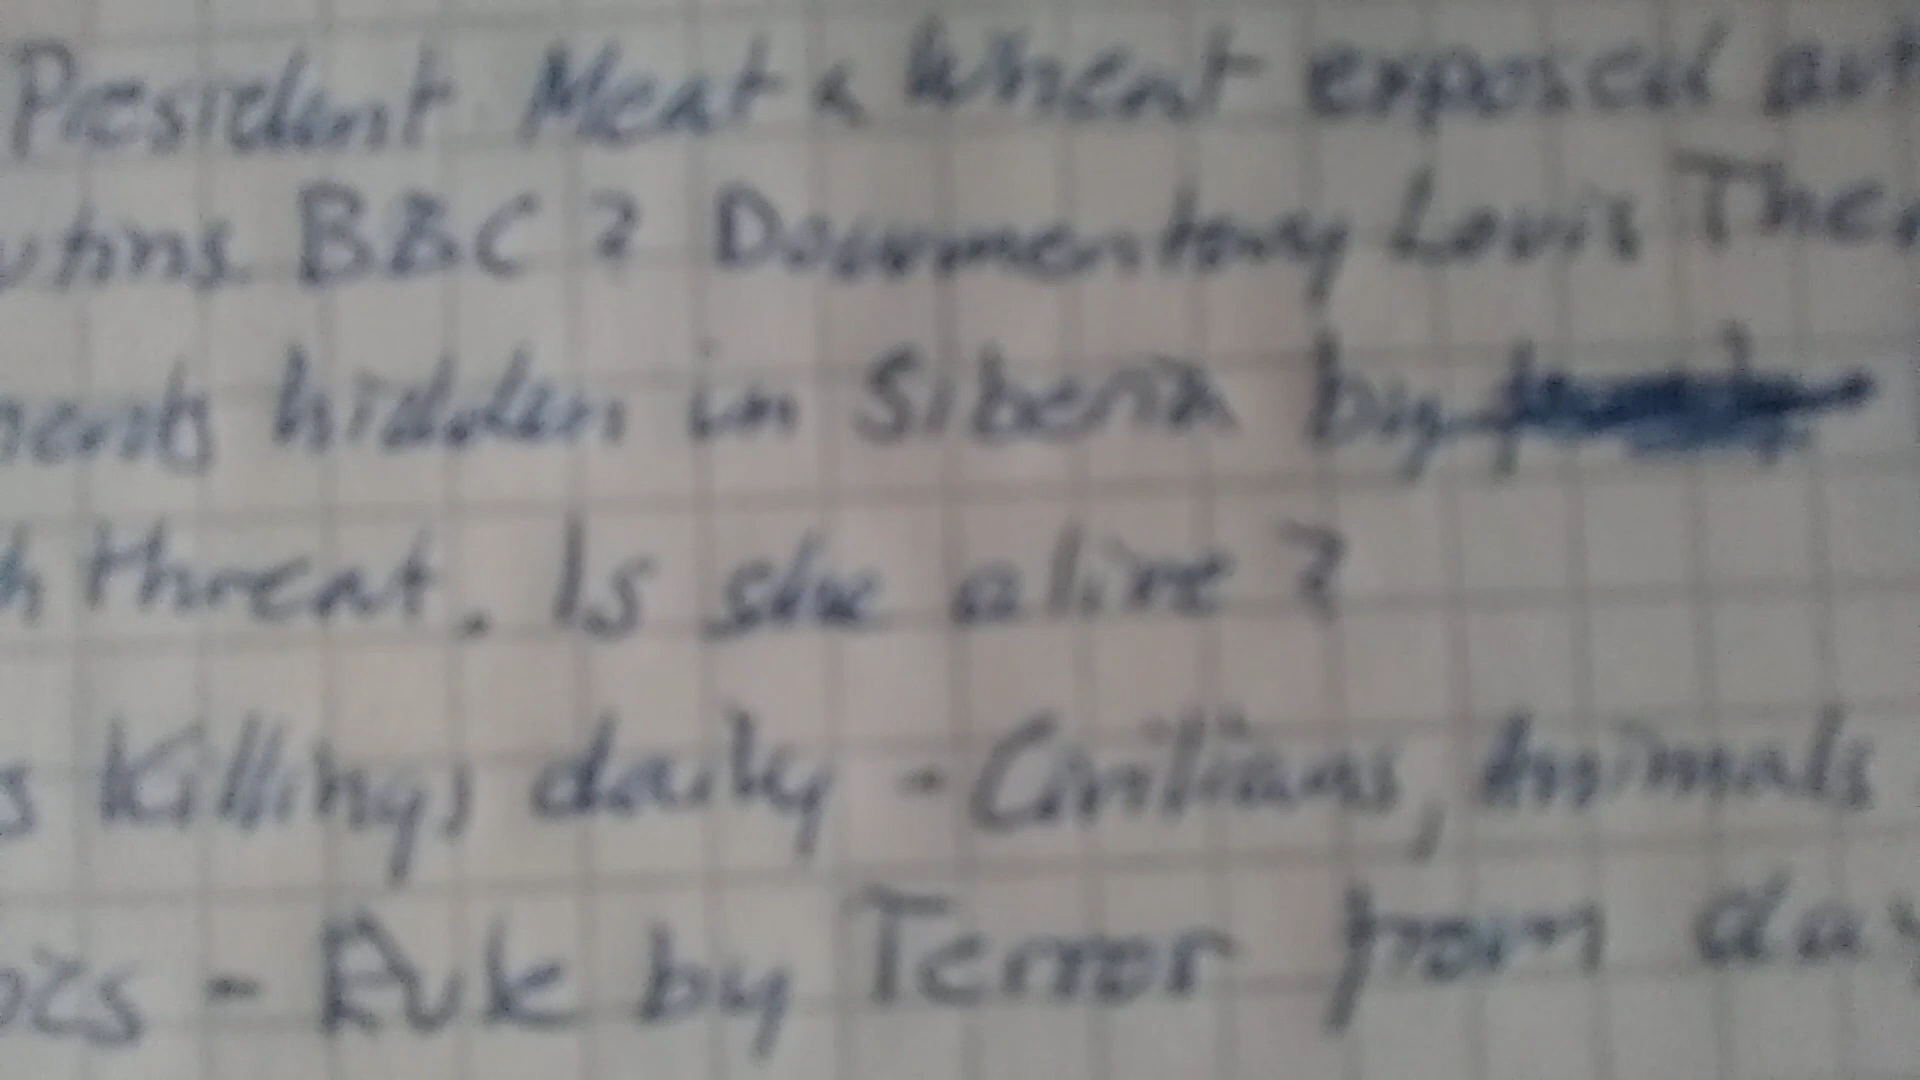 President Meat & Wheat exposed
BBC? Documentary Louis
hidden in Siberia by
threat. Is she alive?
Killings daily - Civilians, Animals
- Rule by Terror from